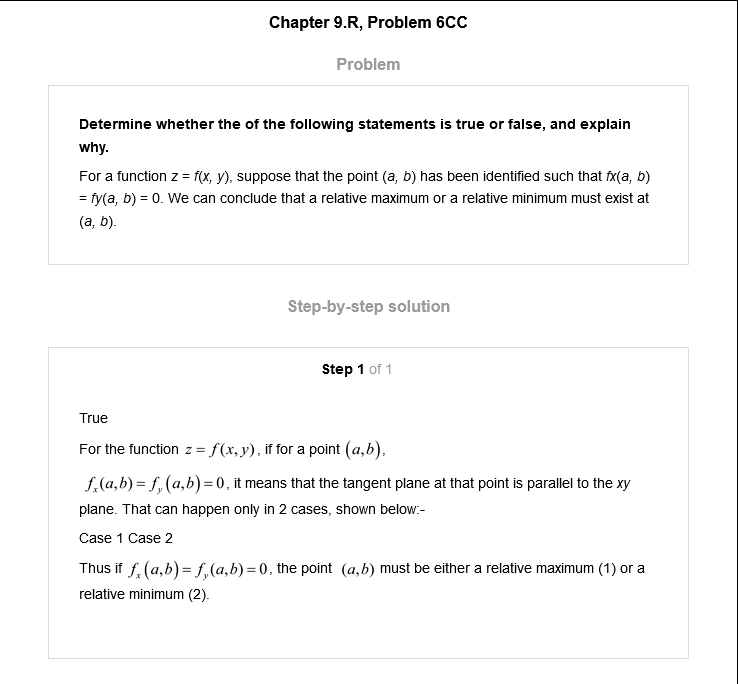 Chapter 9.R, Problem 6CC
Problem
Determine whether the of the following statements is true or false, and explain
why.
For a function z = f(x, y), suppose that the point (a, b) has been identified such that fx(a, b)
= fy(a, b) = 0. We can conclude that a relative maximum or a relative minimum must exist at
(a, b).
Step-by-step solution
Step 1 of 1
True
For the function z = f(x,y), if for a point (a,b),
f_x(a,b) = f_y(a,b) = 0, it means that the tangent plane at that point is parallel to the xy
plane. That can happen only in 2 cases, shown below:-
Case 1 Case 2
Thus if f_x(a,b) = f_y(a,b) = 0, the point (a,b) must be either a relative maximum (1) or a
relative minimum (2).